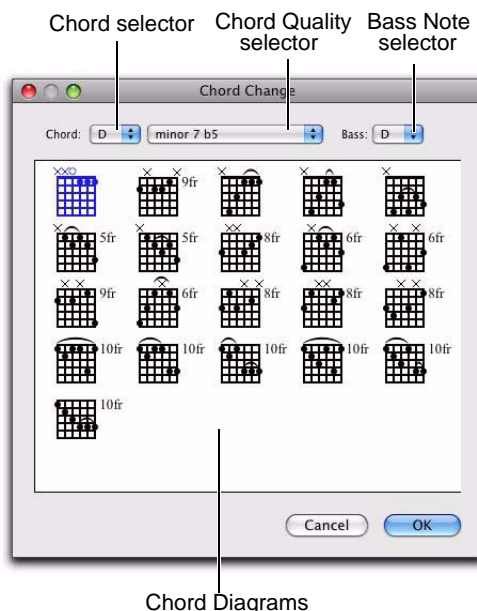 Chord selector
Chord Quality selector
Bass Note selector
Chord Change
Chord: D minor 7 b5 Bass: D
9fr
5fr 5fr 8fr 6fr 6fr
9fr 6fr 8fr 8fr 8fr
10fr 10fr 10fr 10fr 10fr
10fr
Cancel OK
Chord Diagrams